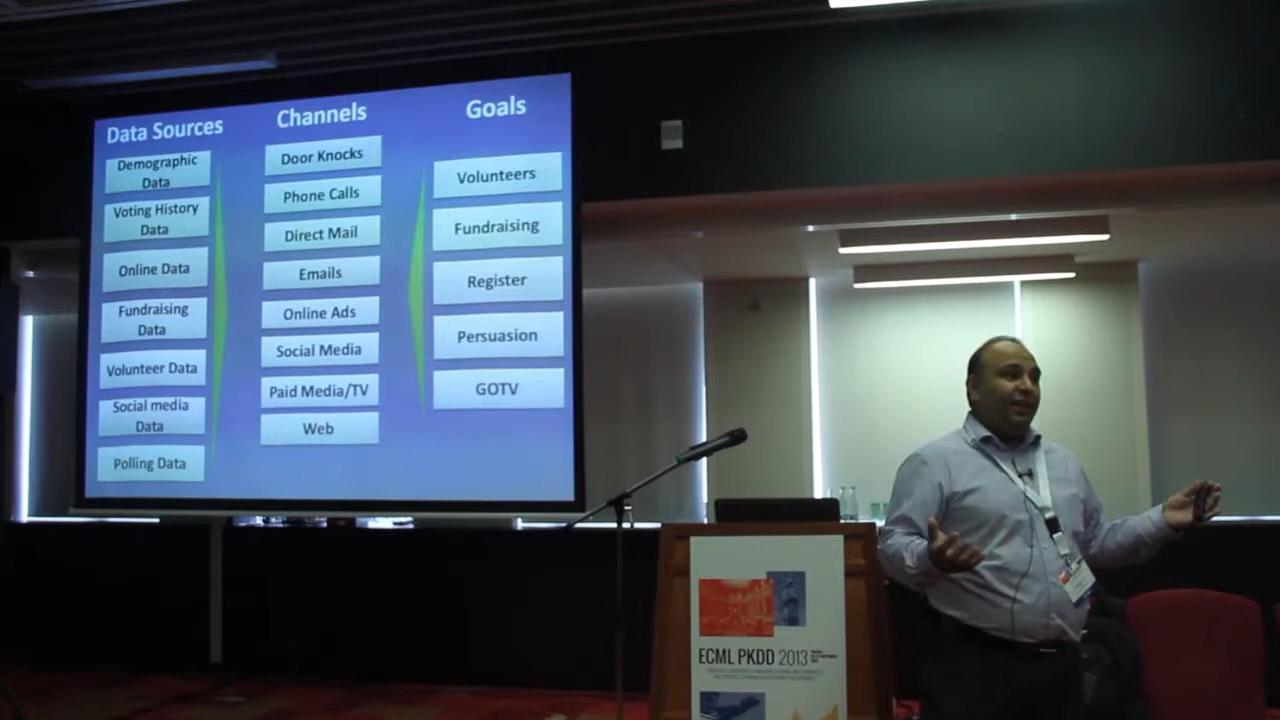 Data Sources
Demographic
Data
Voting History
Data
Online Data
Fundraising
Data
Volunteer Data
Social media
Data
Polling Data
Channels
Door Knocks
Phone Calls
Direct Mail
Emails
Online Ads
Social Media
Paid Media/TV
Web
Goals
Volunteers
Fundraising
Register
Persuasion
GOTV
ECML PKDD 2013